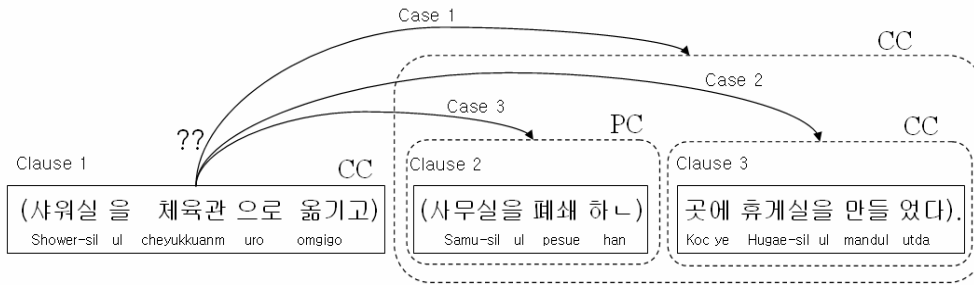 Case 1
CC
Case 2
Case 3
??
PC
CC
Clause 1
CC
Clause 2
Clause 3
(샤워실 을 체육관 으로 옮기고)
(사무실을 폐쇄 하ㄴ)
곳에 휴게실을 만들 었다).
Shower-sil ul cheyukkuanm uro omgigo
Samu-sil ul pesue han
Koc ye Hugae-sil ul mandul utda